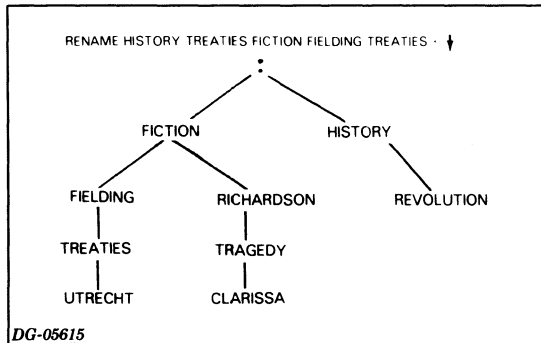 RENAME HISTORY TREATIES FICTION FIELDING TREATIES · ↓
:
FICTION HISTORY
FIELDING RICHARDSON REVOLUTION
TREATIES TRAGEDY
UTRECHT CLARISSA
DG-05615